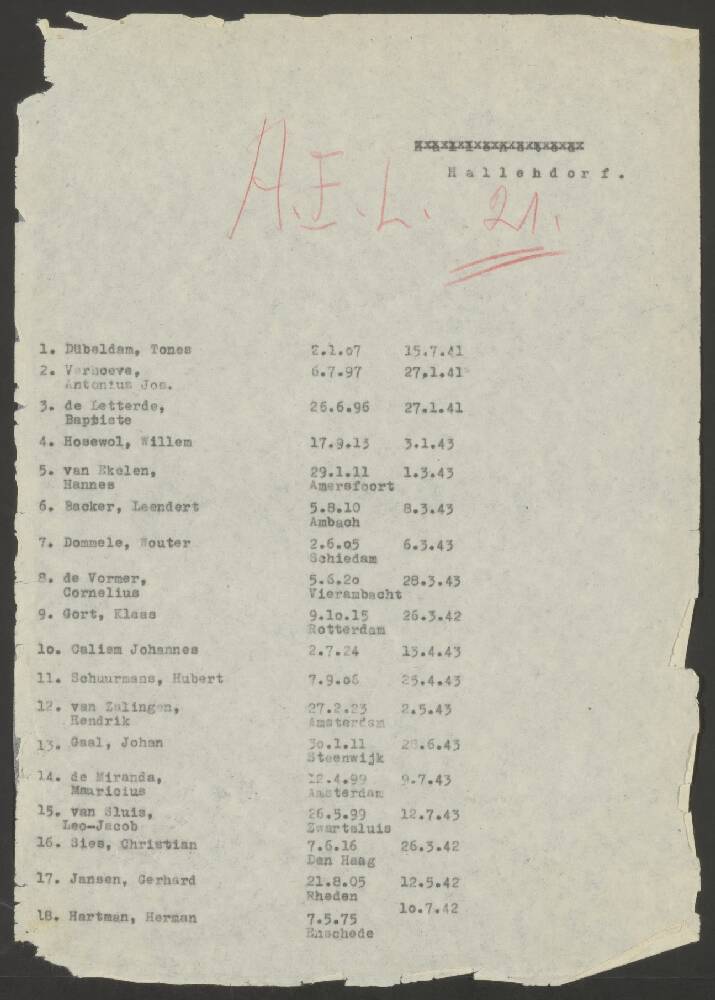 Hallehdorf.
A.E.L. 21.
1. Dübeldam, Tones 2.1.07 15.7.41
2. Verhoeve, 6.7.97 27.1.41
Antonius Jos.
3. de Letterde, 26.6.96 27.1.41
Baptiste
4. Hosewol, Willem 17.9.13 3.1.43
5. van Ekelen, 29.1.11 1.3.43
Hannes Amersfoort
6. Backer, Leendert 5.8.10 8.3.43
Ambach
7. Dommele, Wouter 2.6.05 6.3.43
Schiedam
8. de Vormer, 5.6.20 28.3.43
Cornelius Vierambacht
9. Gort, Klaas 9.10.15 26.3.42
Rotterdam
10. Caliem Johannes 2.7.24 13.4.43
11. Schuurmans, Hubert 7.9.06 25.4.43
12. van Zalingen, 27.2.23 2.5.43
Hendrik Amsterdam
13. Gaal, Johan 30.1.11 .6.43
Steenwijk
14. de Miranda, 12.4.99 9.7.43
Mauricius Amsterdam
15. van Sluis, 26.5.99 12.7.43
Leo-Jacob Zwartsluis
16. Sies, Christian 7.6.16 26.3.42
Den Haag
17. Jansen, Gerhard 21.8.05 12.5.42
Rheden
18. Hartman, Herman 7.5.75 10.7.42
Enschede